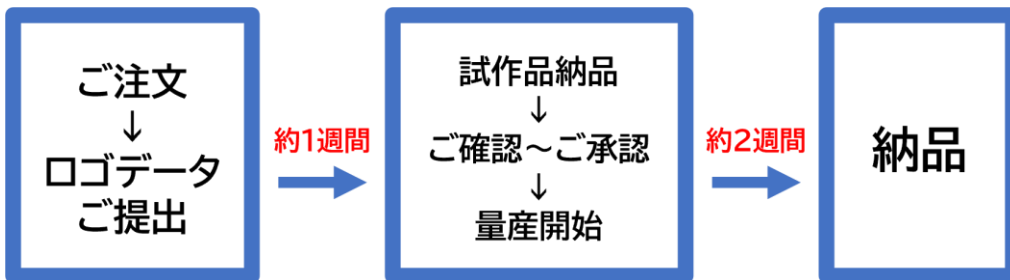 ご注文
↓
ロゴデータ
ご提出
約1週間
試作品納品
↓
ご確認～ご承認
↓
量産開始
約2週間
納品